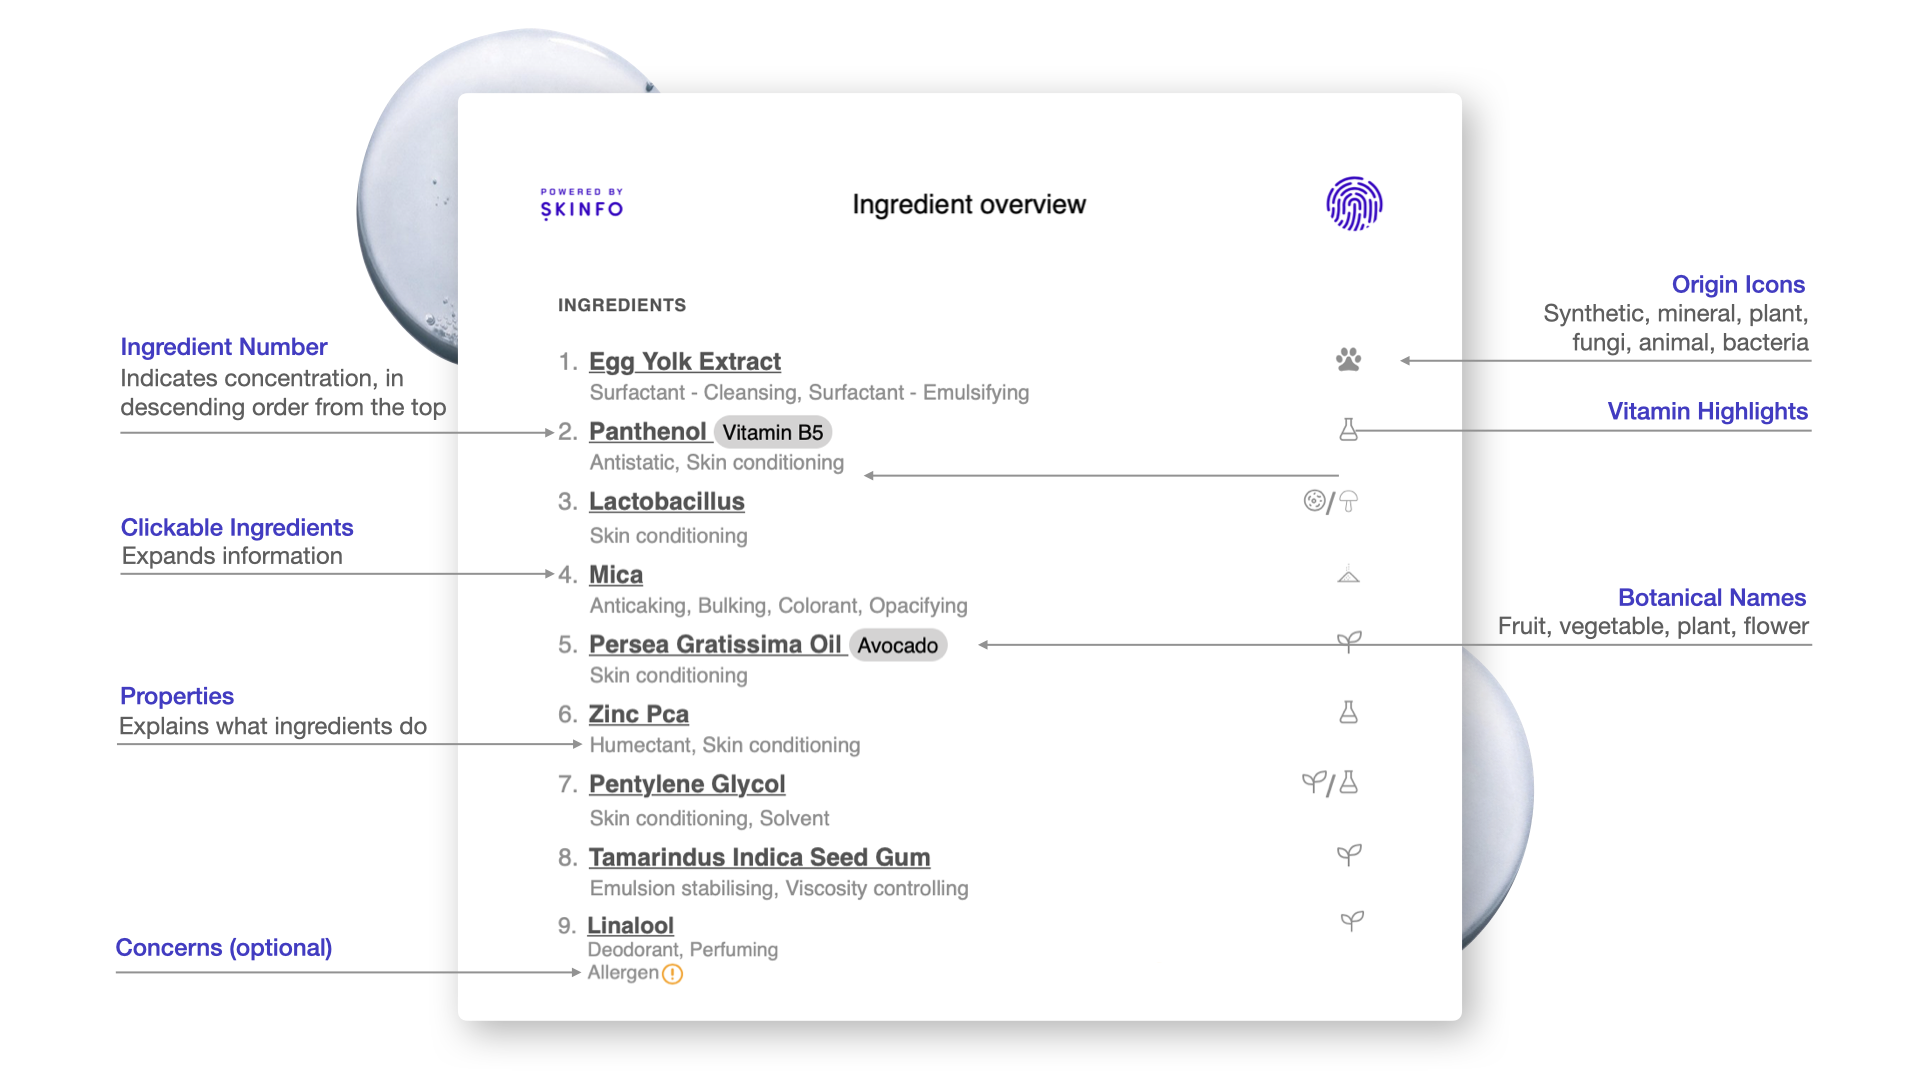 POWERED BY
SKINFO
Ingredient overview
INGREDIENTS
1. Egg Yolk Extract
Surfactant - Cleansing, Surfactant - Emulsifying
2. Panthenol Vitamin B5
Antistatic, Skin conditioning
3. Lactobacillus
Skin conditioning
4. Mica
Anticaking, Bulking, Colorant, Opacifying
5. Persea Gratissima Oil Avocado
Skin conditioning
6. Zinc Pca
Humectant, Skin conditioning
7. Pentylene Glycol
Skin conditioning, Solvent
8. Tamarindus Indica Seed Gum
Emulsion stabilising, Viscosity controlling
9. Linalool
Deodorant, Perfuming
Allergen
Ingredient Number
Indicates concentration, in
descending order from the top
Clickable Ingredients
Expands information
Properties
Explains what ingredients do
Concerns (optional)
Origin Icons
Synthetic, mineral, plant,
fungi, animal, bacteria
Vitamin Highlights
Botanical Names
Fruit, vegetable, plant, flower